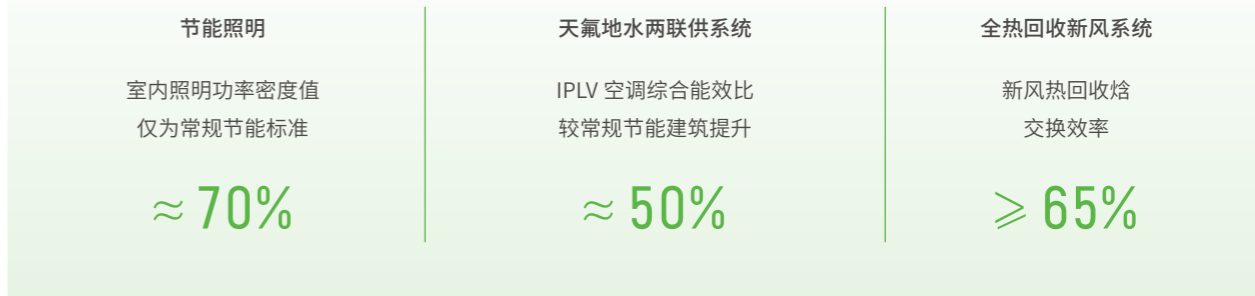 节能照明
室内照明功率密度值
仅为常规节能标准
≈ 70%
天氟地水两联供系统
IPLV 空调综合能效比
较常规节能建筑提升
≈ 50%
全热回收新风系统
新风热回收焓
交换效率
⩾ 65%